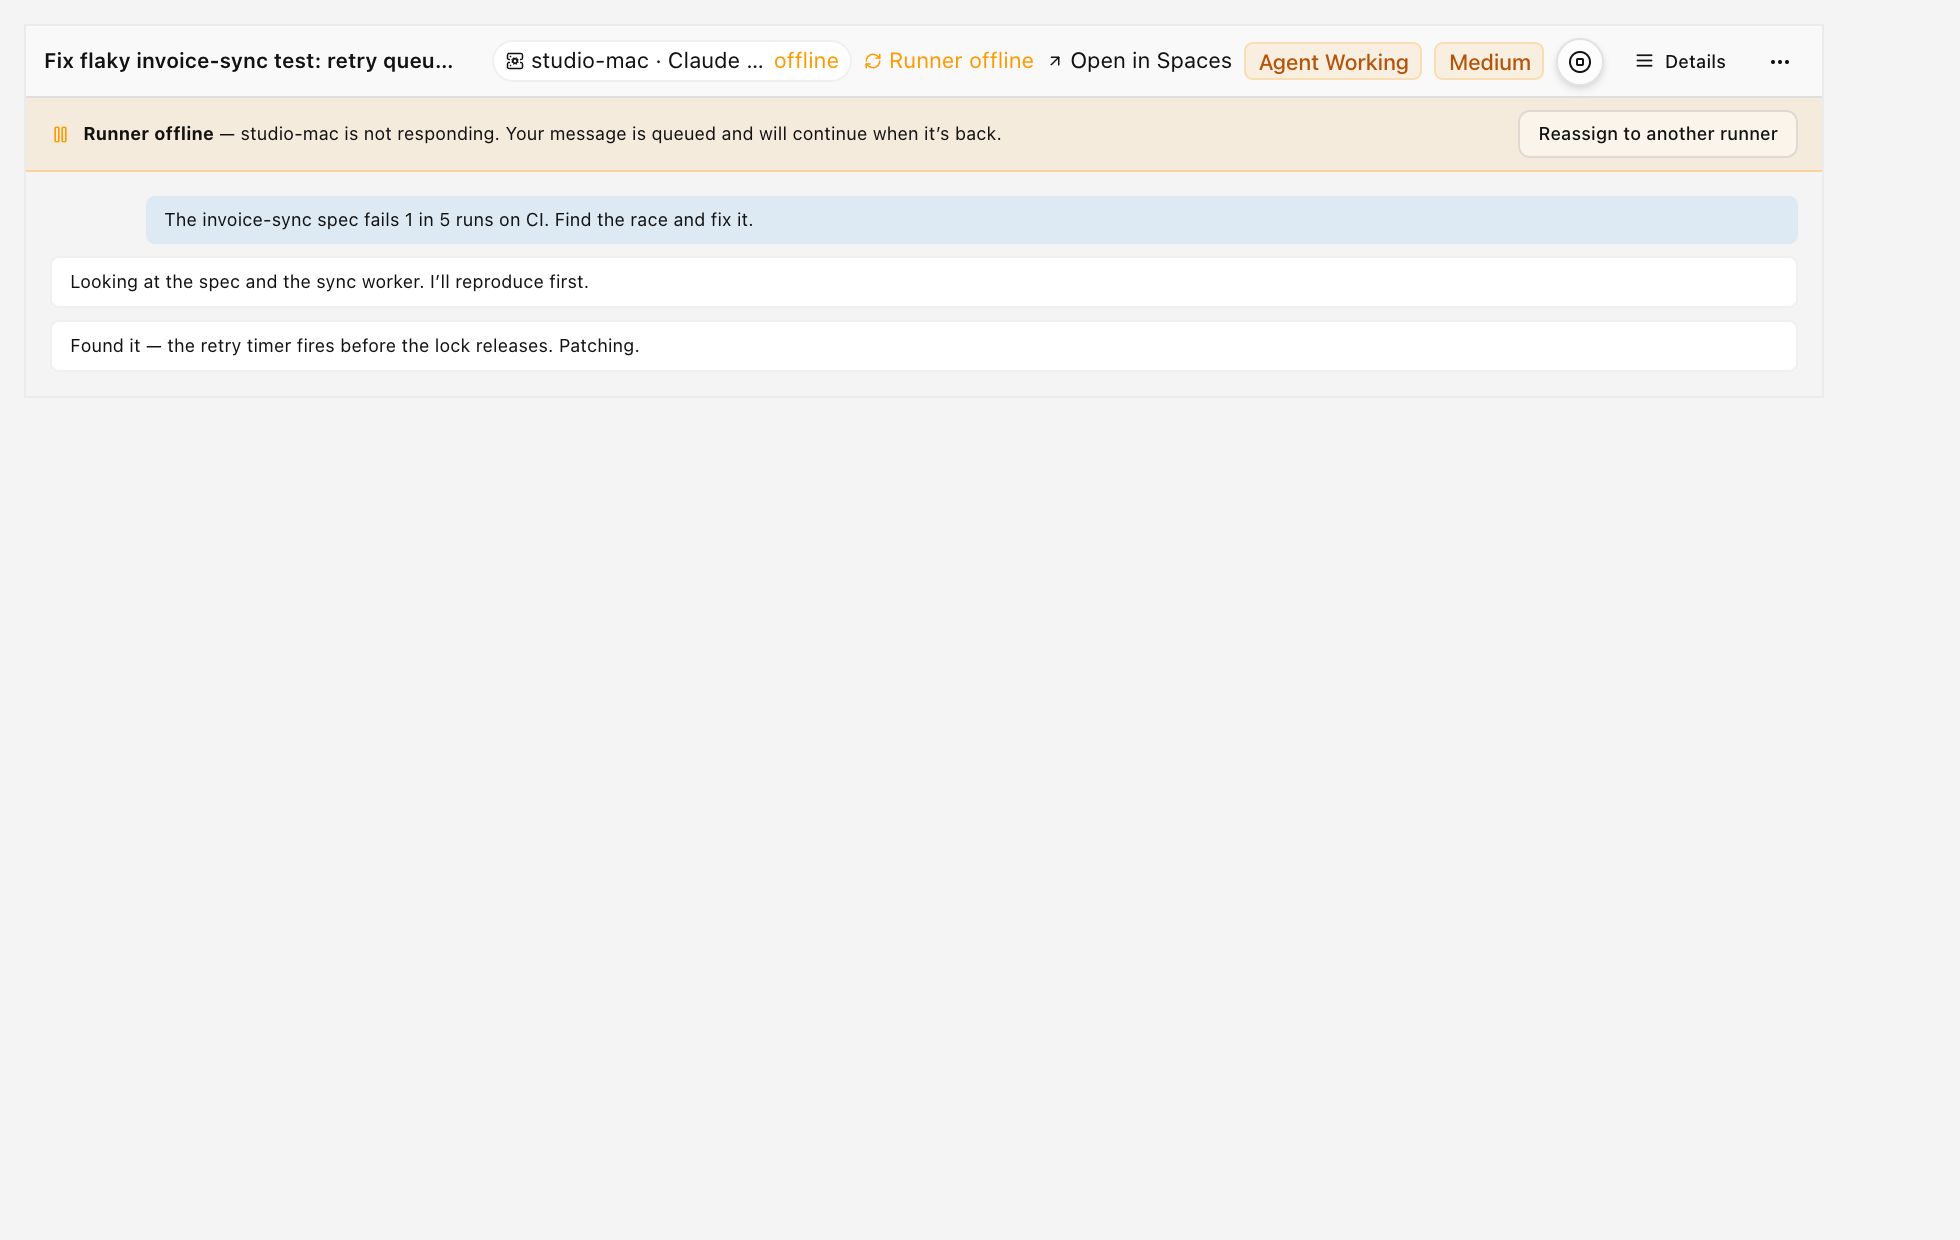 Fix flaky invoice-sync test: retry queu... studio-mac · Claude ... offline Runner offline Open in Spaces Agent Working Medium Details
Runner offline — studio-mac is not responding. Your message is queued and will continue when it’s back. Reassign to another runner
The invoice-sync spec fails 1 in 5 runs on CI. Find the race and fix it.
Looking at the spec and the sync worker. I’ll reproduce first.
Found it — the retry timer fires before the lock releases. Patching.